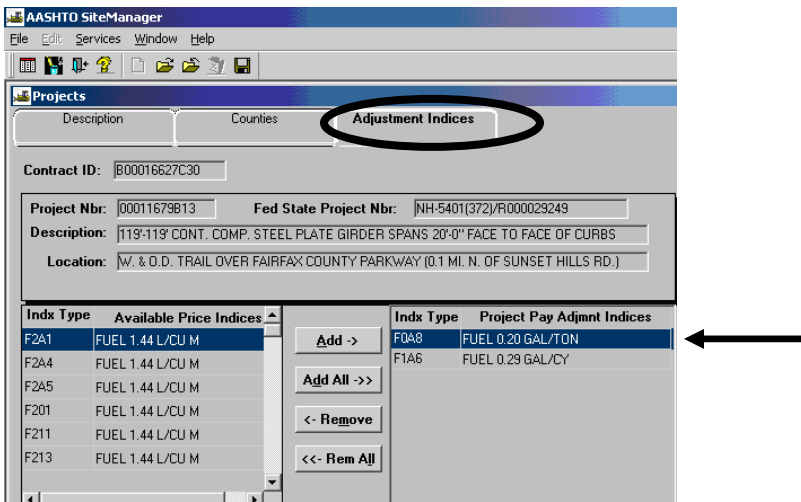 AASHTO SiteManager
File Edit Services Window Help
Projects
Description Counties Adjustment Indices
Contract ID: B00016627C30
Project Nbr: 00011679B13 Fed State Project Nbr: NH-5401(372)/R000029249
Description: 119'-119' CONT. COMP. STEEL PLATE GIRDER SPANS 20'-0" FACE TO FACE OF CURBS
Location: W. & O.D. TRAIL OVER FAIRFAX COUNTY PARKWAY (0.1 MI. N. OF SUNSET HILLS RD.)
Indx Type Available Price Indices Indx Type Project Pay Adjmnt Indices
F2A1 FUEL 1.44 L/CU M Add -> F0A8 FUEL 0.20 GAL/TON
F2A4 FUEL 1.44 L/CU M F1A6 FUEL 0.29 GAL/CY
F2A5 FUEL 1.44 L/CU M Add All ->>
F201 FUEL 1.44 L/CU M <- Remove
F211 FUEL 1.44 L/CU M
F213 FUEL 1.44 L/CU M <<- Rem All